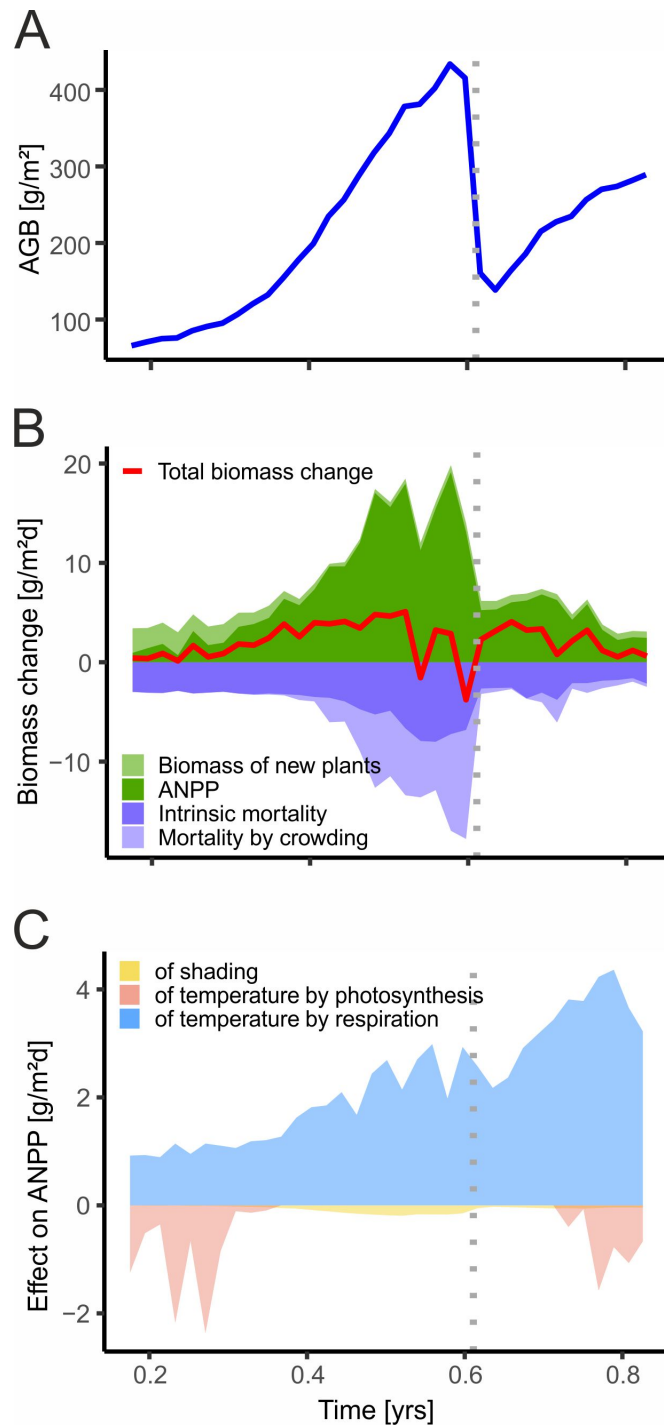 A
AGB [g/m²]
400
300
200
100
B
Biomass change [g/m²d]
20
10
0
−10
Total biomass change
Biomass of new plants
ANPP
Intrinsic mortality
Mortality by crowding
C
Effect on ANPP [g/m²d]
4
2
0
−2
of shading
of temperature by photosynthesis
of temperature by respiration
0.2 0.4 0.6 0.8
Time [yrs]